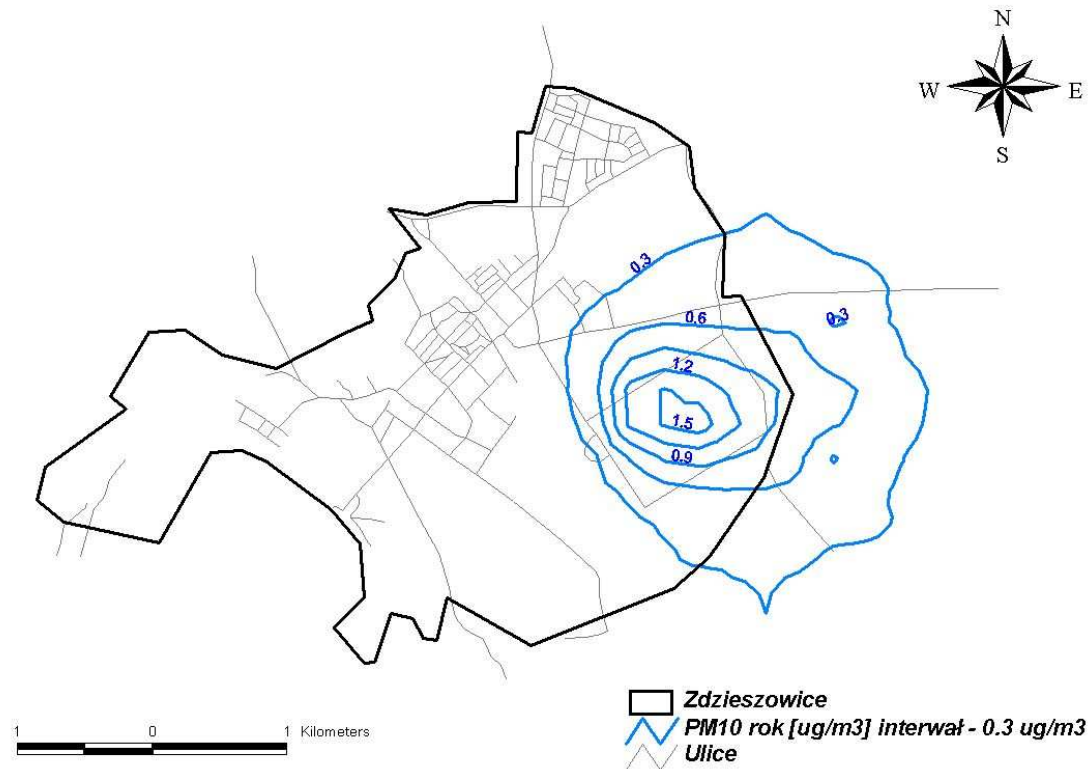 N
W E
S
0.3
0.6
0.3
1.2
1.5
0.9
Zdzieszowice
PM10 rok [ug/m3] interwał - 0.3 ug/m3
Ulice
1 0 1 Kilometers